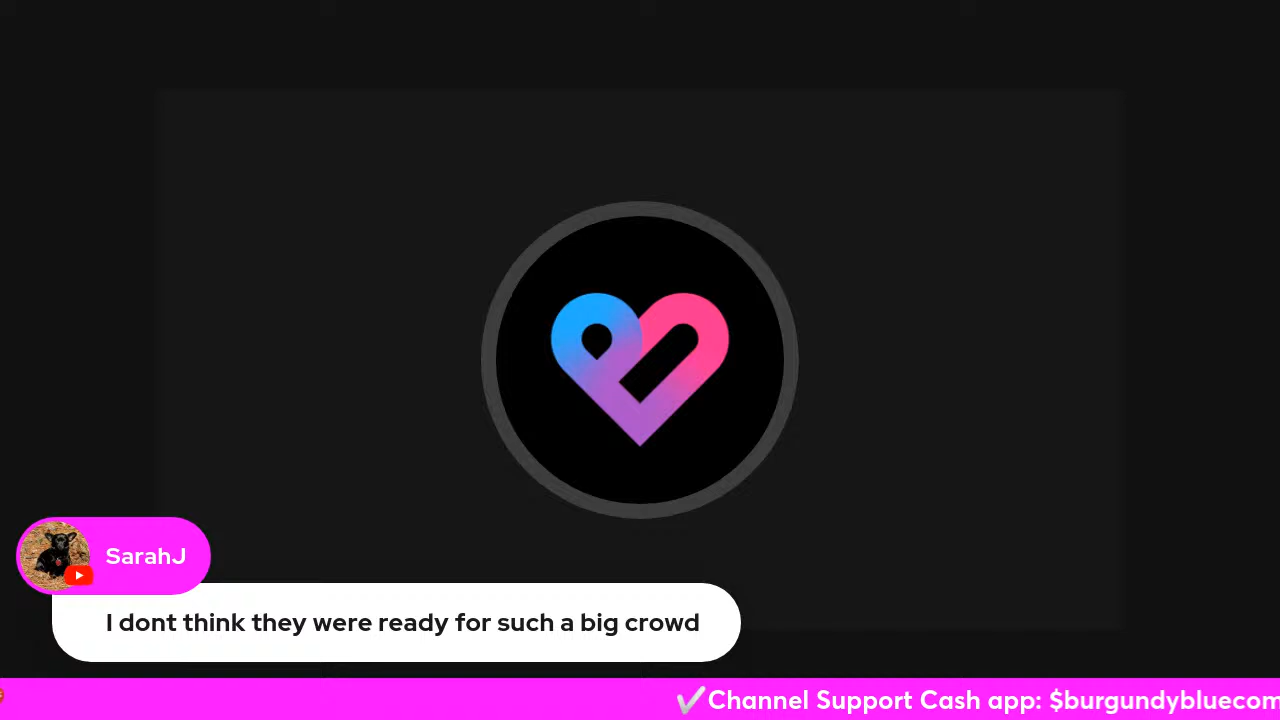 SarahJ
I dont think they were ready for such a big crowd
✔Channel Support Cash app: $burgundybluecom